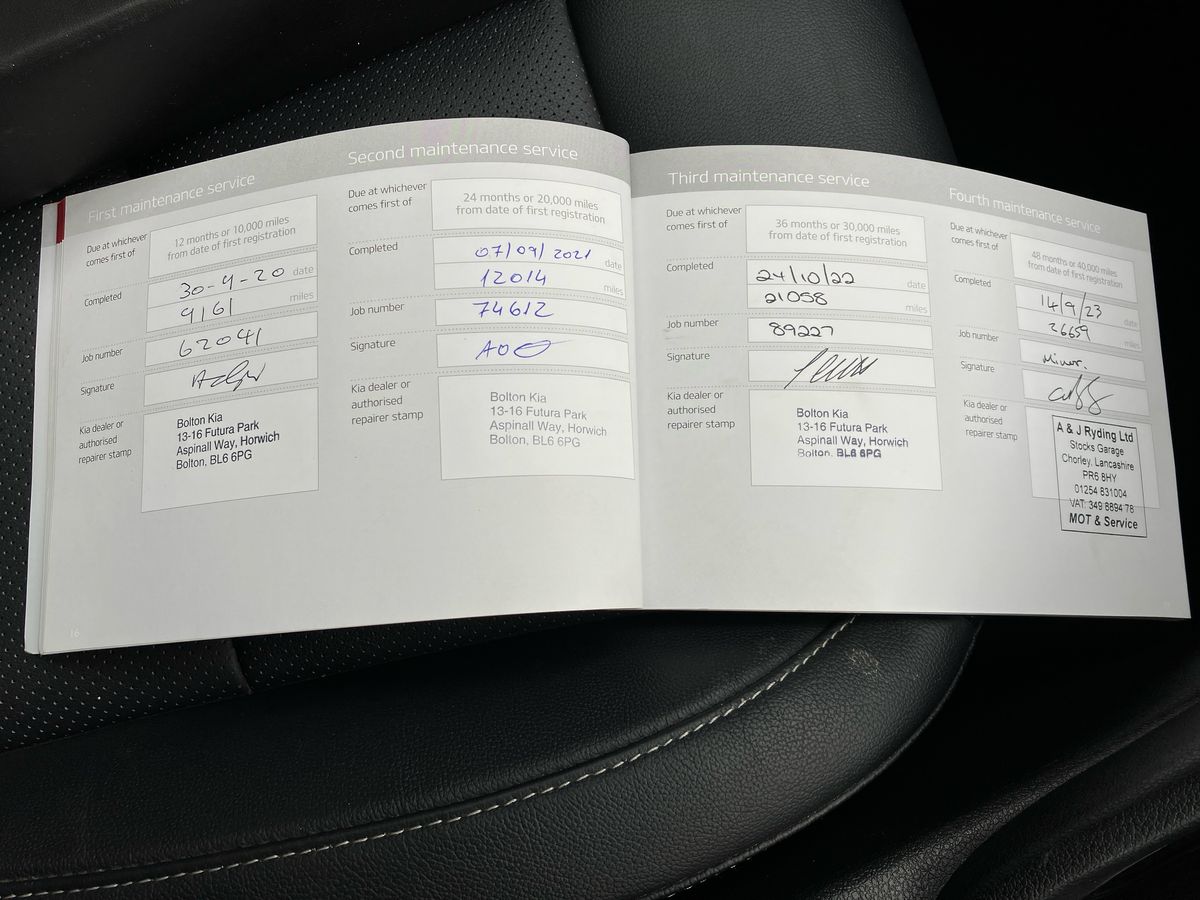 First maintenance service
Due at whichever
comes first of
12 months or 10,000 miles
from date of first registration
Completed
30-9-20 date
9161 miles
Job number
62041
Signature
Kia dealer or
authorised
repairer stamp
Bolton Kia
13-16 Futura Park
Aspinall Way, Horwich
Bolton, BL6 6PG
16
Second maintenance service
Due at whichever
comes first of
24 months or 20,000 miles
from date of first registration
Completed
07/09/2021 date
12014 miles
Job number
74612
Signature
Kia dealer or
authorised
repairer stamp
Bolton Kia
13-16 Futura Park
Aspinall Way, Horwich
Bolton, BL6 6PG
Third maintenance service
Due at whichever
comes first of
36 months or 30,000 miles
from date of first registration
Completed
24/10/22 date
21058 miles
Job number
89227
Signature
Kia dealer or
authorised
repairer stamp
Bolton Kia
13-16 Futura Park
Aspinall Way, Horwich
Bolton, BL6 6PG
Fourth maintenance service
Due at whichever
comes first of
48 months or 40,000 miles
from date of first registration
Completed
14/9/23 date
26659 miles
Job number
Minor.
Signature
Kia dealer or
authorised
repairer stamp
A & J Ryding Ltd
Stocks Garage
Chorley, Lancashire
PR6 8HY
01254 831004
VAT: 349 8894 78
MOT & Service